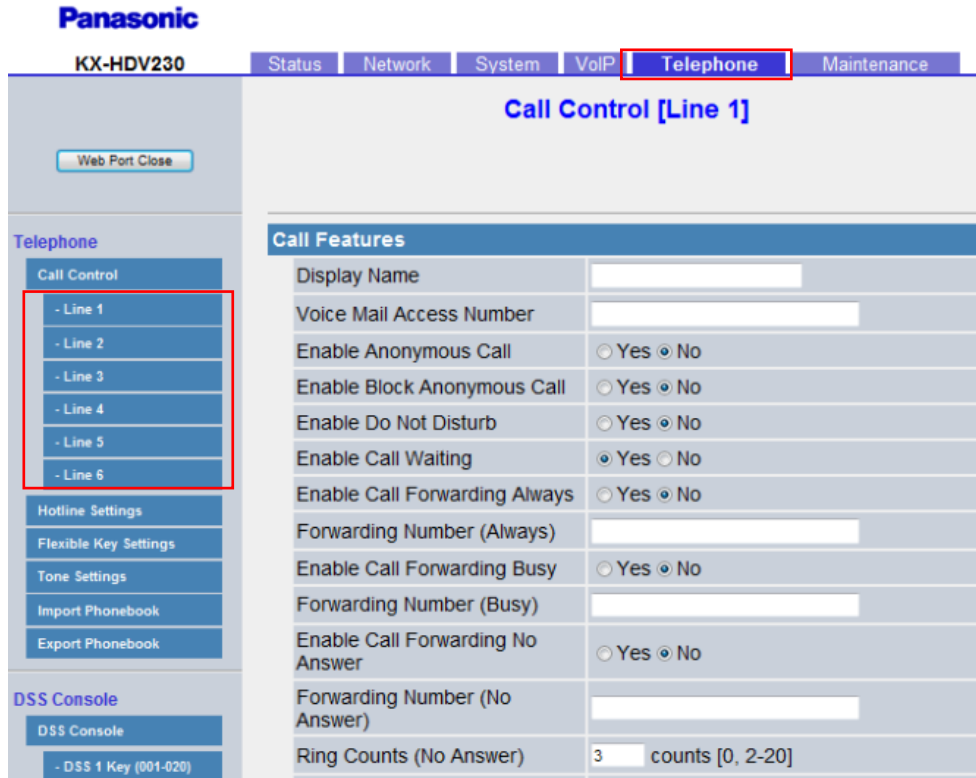 Panasonic
KX-HDV230
Status Network System VoIP Telephone Maintenance
Call Control [Line 1]
Web Port Close
Telephone
Call Control
- Line 1
- Line 2
- Line 3
- Line 4
- Line 5
- Line 6
Hotline Settings
Flexible Key Settings
Tone Settings
Import Phonebook
Export Phonebook
DSS Console
DSS Console
- DSS 1 Key (001-020)
Call Features
Display Name
Voice Mail Access Number
Enable Anonymous Call Yes No
Enable Block Anonymous Call Yes No
Enable Do Not Disturb Yes No
Enable Call Waiting Yes No
Enable Call Forwarding Always Yes No
Forwarding Number (Always)
Enable Call Forwarding Busy Yes No
Forwarding Number (Busy)
Enable Call Forwarding No
Answer Yes No
Forwarding Number (No
Answer)
Ring Counts (No Answer) 3 counts [0, 2-20]